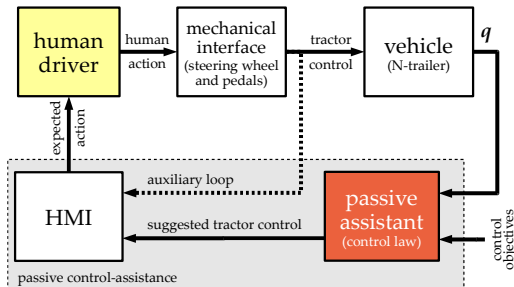 human
driver
human
action
mechanical
interface
(steering wheel
and pedals)
tractor
control
vehicle
(N-trailer)
q
expected
action
HMI
auxiliary loop
suggested tractor control
passive
assistant
(control law)
control
objectives
passive control-assistance